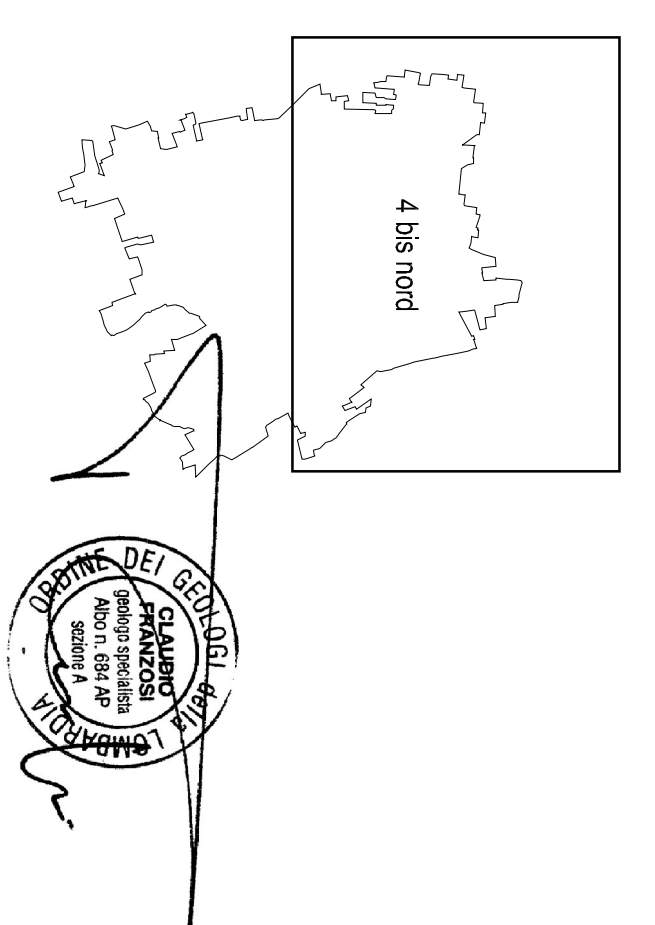 4 bis nord
ORDINE DEI GEOLOGI della LOMBARDIA
CLAUDIO
FRANZOSI
geologo specialista
Albo n. 684 AP
sezione A